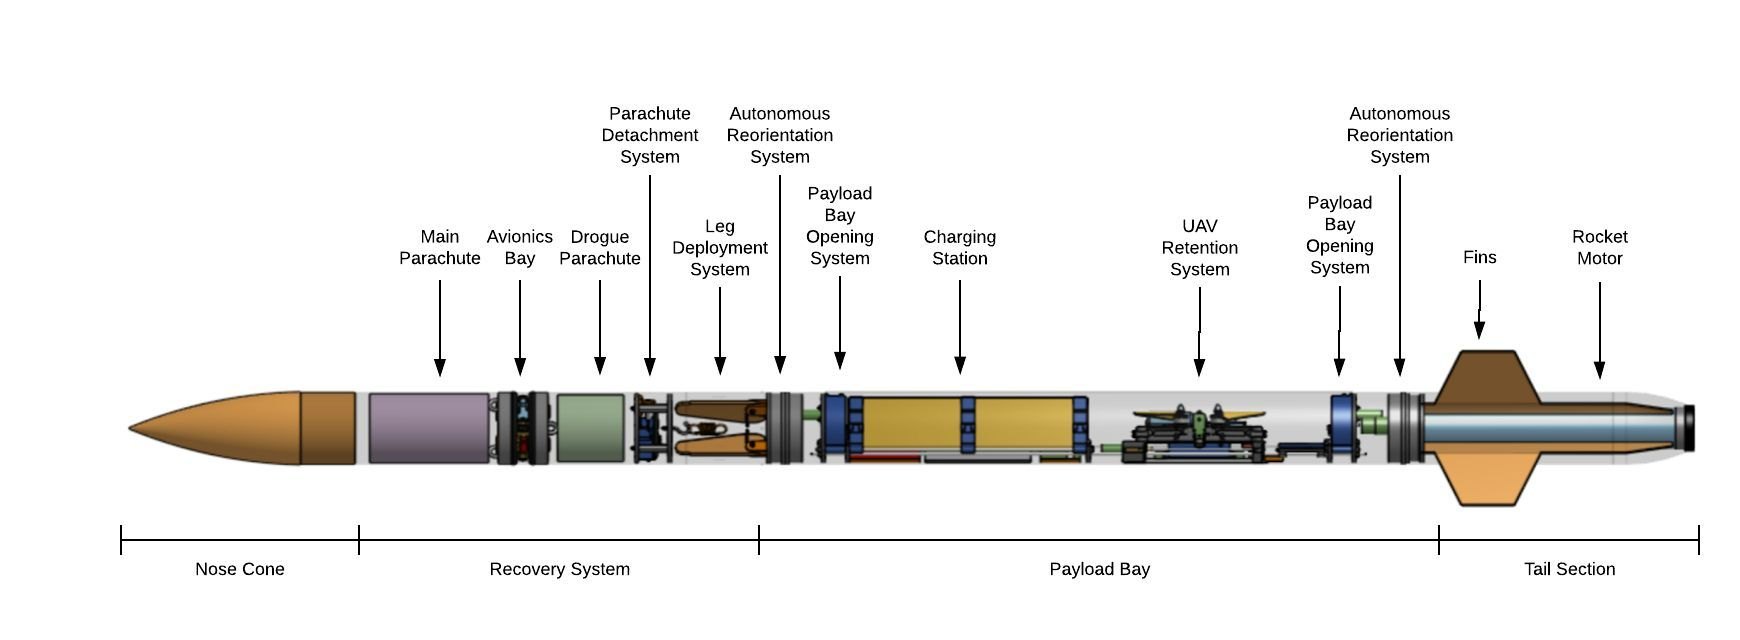 Parachute
Detachment
System
Autonomous
Reorientation
System
Autonomous
Reorientation
System
Main
Parachute
Avionics
Bay
Drogue
Parachute
Leg
Deployment
System
Payload
Bay
Opening
System
Charging
Station
UAV
Retention
System
Payload
Bay
Opening
System
Fins
Rocket
Motor
Nose Cone
Recovery System
Payload Bay
Tail Section